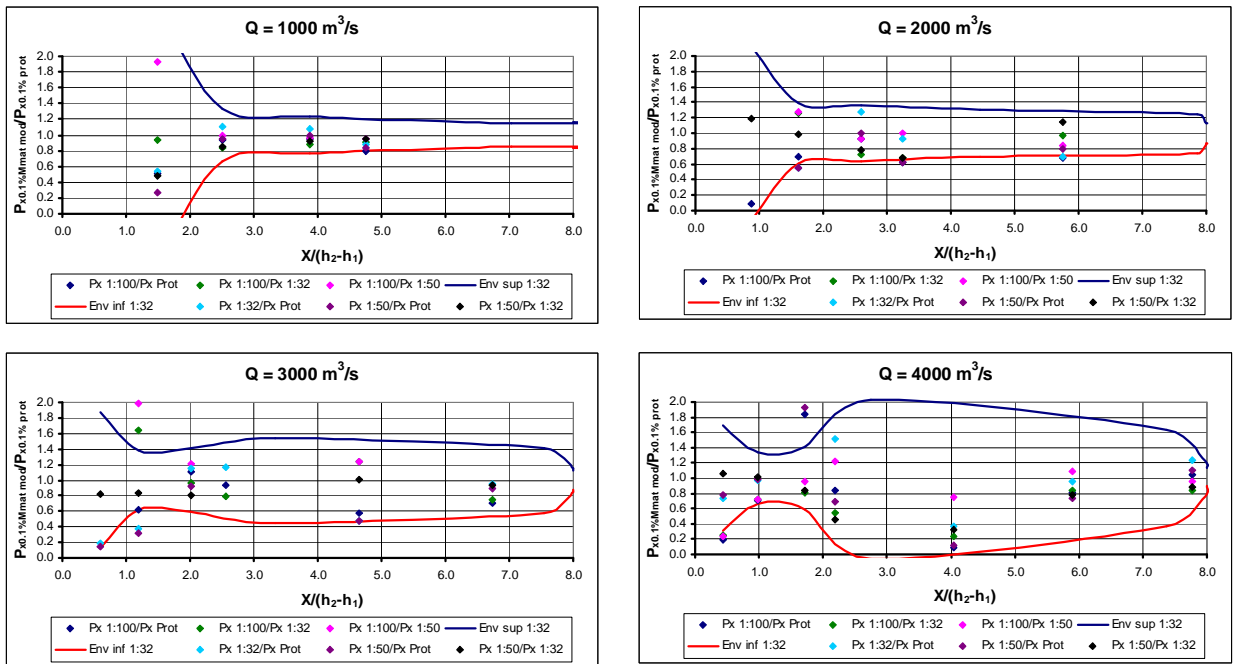 Q = 1000 m³/s
Px0.1%Mmat mod/Px0.1% prot
2.0
1.8
1.6
1.4
1.2
1.0
0.8
0.6
0.4
0.2
0.0
0.0 1.0 2.0 3.0 4.0 5.0 6.0 7.0 8.0
X/(h₂-h₁)
Px 1:100/Px Prot Px 1:100/Px 1:32 Px 1:100/Px 1:50 Env sup 1:32
Env inf 1:32 Px 1:32/Px Prot Px 1:50/Px Prot Px 1:50/Px 1:32
Q = 2000 m³/s
Px0.1%Mmat mod/Px0.1% prot
2.0
1.8
1.6
1.4
1.2
1.0
0.8
0.6
0.4
0.2
0.0
0.0 1.0 2.0 3.0 4.0 5.0 6.0 7.0 8.0
X/(h₂-h₁)
Px 1:100/Px Prot Px 1:100/Px 1:32 Px 1:100/Px 1:50 Env sup 1:32
Env inf 1:32 Px 1:32/Px Prot Px 1:50/Px Prot Px 1:50/Px 1:32
Q = 3000 m³/s
Px0.1%Mmat mod/Px0.1% prot
2.0
1.8
1.6
1.4
1.2
1.0
0.8
0.6
0.4
0.2
0.0
0.0 1.0 2.0 3.0 4.0 5.0 6.0 7.0 8.0
X/(h₂-h₁)
Px 1:100/Px Prot Px 1:100/Px 1:32 Px 1:100/Px 1:50 Env sup 1:32
Env inf 1:32 Px 1:32/Px Prot Px 1:50/Px Prot Px 1:50/Px 1:32
Q = 4000 m³/s
Px0.1%Mmat mod/Px0.1% prot
2.0
1.8
1.6
1.4
1.2
1.0
0.8
0.6
0.4
0.2
0.0
0.0 1.0 2.0 3.0 4.0 5.0 6.0 7.0 8.0
X/(h₂-h₁)
Px 1:100/Px Prot Px 1:100/Px 1:32 Px 1:100/Px 1:50 Env sup 1:32
Env inf 1:32 Px 1:32/Px Prot Px 1:50/Px Prot Px 1:50/Px 1:32